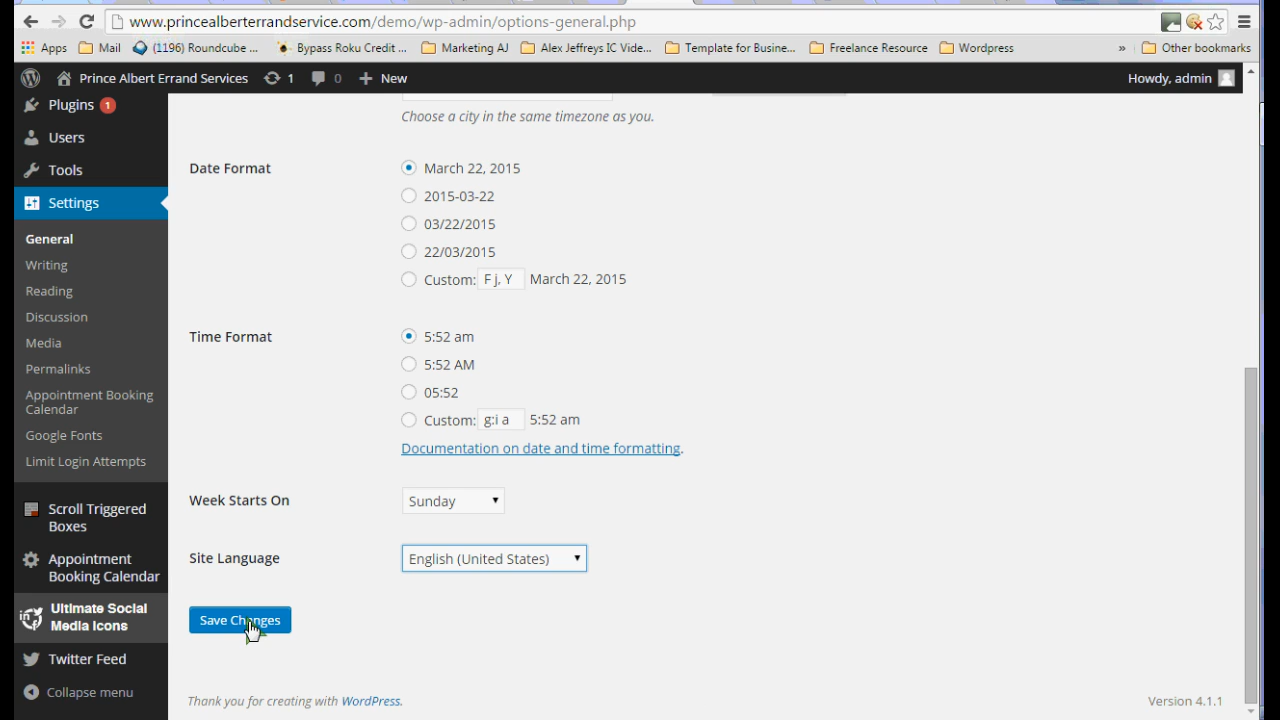 www.princealberterrandservice.com/demo/wp-admin/options-general.php
Apps Mail (1196) Roundcube ... Bypass Roku Credit ... Marketing AJ Alex Jeffreys IC Vide... Template for Busine... Freelance Resource Wordpress » Other bookmarks
Prince Albert Errand Services 1 0 + New Howdy, admin
Plugins 1
Users
Tools
Settings
General
Writing
Reading
Discussion
Media
Permalinks
Appointment Booking
Calendar
Google Fonts
Limit Login Attempts
Scroll Triggered
Boxes
Appointment
Booking Calendar
Ultimate Social
Media Icons
Twitter Feed
Collapse menu
Choose a city in the same timezone as you.
Date Format
March 22, 2015
2015-03-22
03/22/2015
22/03/2015
Custom: F j, Y March 22, 2015
Time Format
5:52 am
5:52 AM
05:52
Custom: g:i a 5:52 am
Documentation on date and time formatting.
Week Starts On Sunday
Site Language English (United States)
Save Changes
Thank you for creating with WordPress. Version 4.1.1